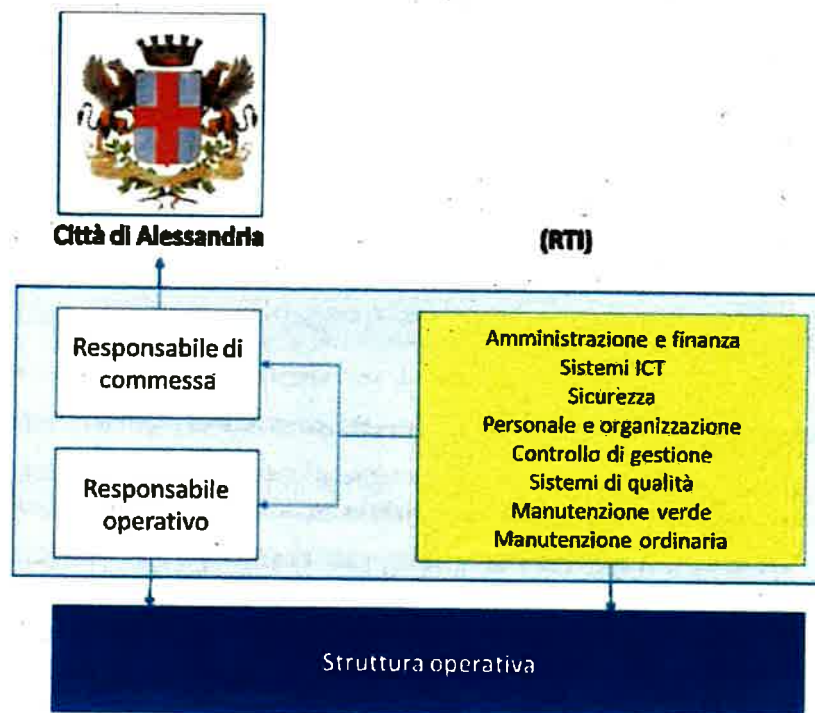 Città di Alessandria
(RTI)
Responsabile di
commessa
Responsabile
operativo
Amministrazione e finanza
Sistemi ICT
Sicurezza
Personale e organizzazione
Controllo di gestione
Sistemi di qualità
Manutenzione verde
Manutenzione ordinaria
Struttura operativa